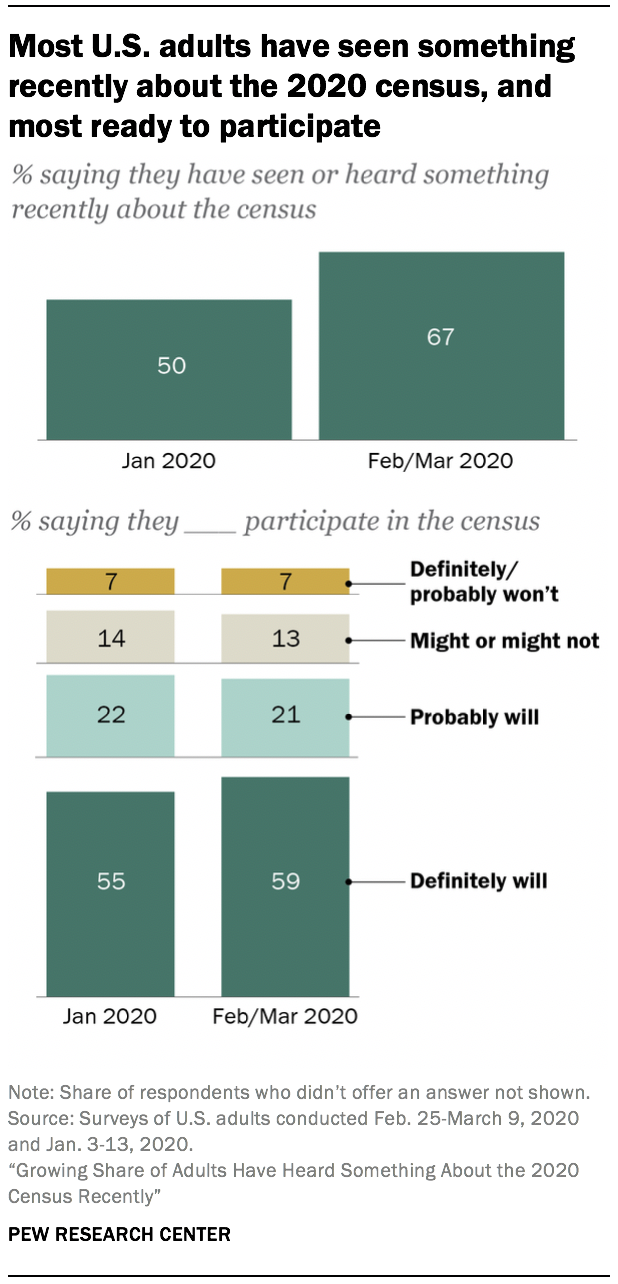 Most U.S. adults have seen something
recently about the 2020 census, and
most ready to participate
% saying they have seen or heard something
recently about the census
50
67
Jan 2020
Feb/Mar 2020
% saying they ____ participate in the census
7
7
Definitely/
probably won’t
14
13
Might or might not
22
21
Probably will
55
59
Definitely will
Jan 2020
Feb/Mar 2020
Note: Share of respondents who didn’t offer an answer not shown.
Source: Surveys of U.S. adults conducted Feb. 25-March 9, 2020
and Jan. 3-13, 2020.
“Growing Share of Adults Have Heard Something About the 2020
Census Recently”
PEW RESEARCH CENTER